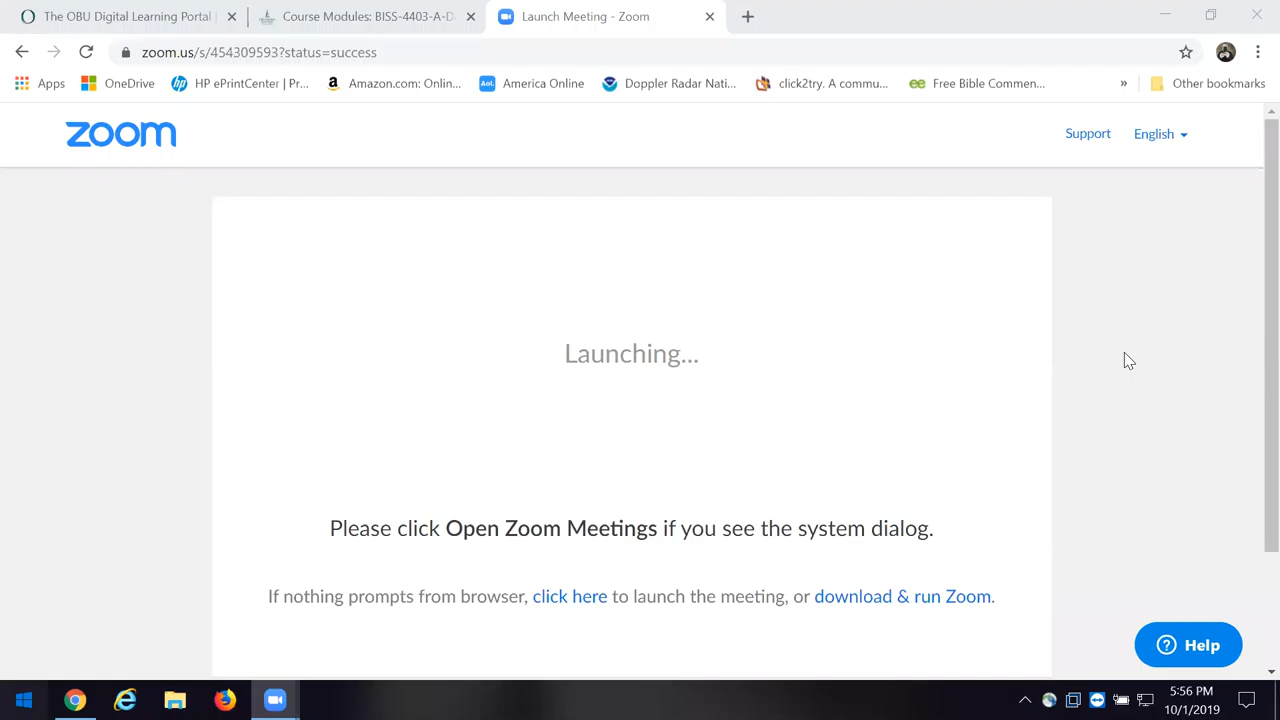 The OBU Digital Learning Portal
Course Modules: BISS-4403-A-D
Launch Meeting - Zoom
zoom.us/s/454309593?status=success
Apps
OneDrive
HP ePrintCenter | Pr...
Amazon.com: Onlin...
America Online
Doppler Radar Nati...
click2try. A commu...
Free Bible Commen...
»
Other bookmarks
zoom
Support
English
Launching...
Please click Open Zoom Meetings if you see the system dialog.
If nothing prompts from browser, click here to launch the meeting, or download & run Zoom.
Help
5:56 PM
10/1/2019